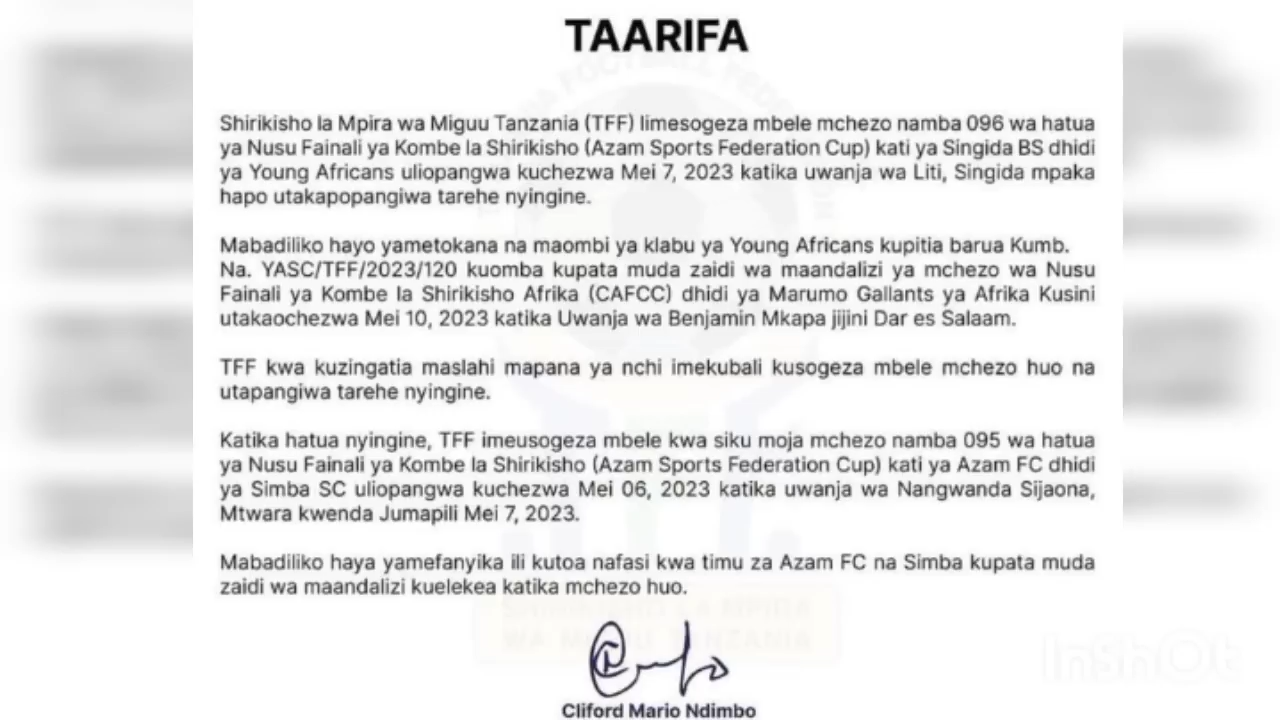 TAARIFA
Shirikisho la Mpira wa Miguu Tanzania (TFF) limesogeza mbele mchezo namba 096 wa hatua
ya Nusu Fainali ya Kombe la Shirikisho (Azam Sports Federation Cup) kati ya Singida BS dhidi
ya Young Africans uliopangwa kuchezwa Mei 7, 2023 katika uwanja wa Liti, Singida mpaka
hapo utakapopangiwa tarehe nyingine.
Mabadiliko hayo yametokana na maombi ya klabu ya Young Africans kupitia barua Kumb.
Na. YASC/TFF/2023/120 kuomba kupata muda zaidi wa maandalizi ya mchezo wa Nusu
Fainali ya Kombe la Shirikisho Afrika (CAFCC) dhidi ya Marumo Gallants ya Afrika Kusini
utakaochezwa Mei 10, 2023 katika Uwanja wa Benjamin Mkapa jijini Dar es Salaam.
TFF kwa kuzingatia maslahi mapana ya nchi imekubali kusogeza mbele mchezo huo na
utapangiwa tarehe nyingine.
Katika hatua nyingine, TFF imeusogeza mbele kwa siku moja mchezo namba 095 wa hatua
ya Nusu Fainali ya Kombe la Shirikisho (Azam Sports Federation Cup) kati ya Azam FC dhidi
ya Simba SC uliopangwa kuchezwa Mei 06, 2023 katika uwanja wa Nangwanda Sijaona,
Mtwara kwenda Jumapili Mei 7, 2023.
Mabadiliko haya yamefanyika ili kutoa nafasi kwa timu za Azam FC na Simba kupata muda
zaidi wa maandalizi kuelekea katika mchezo huo.
SHIRIKISHO LA MPIRA
WA MIGUU TANZANIA
InShOt
Cliford Mario Ndimbo